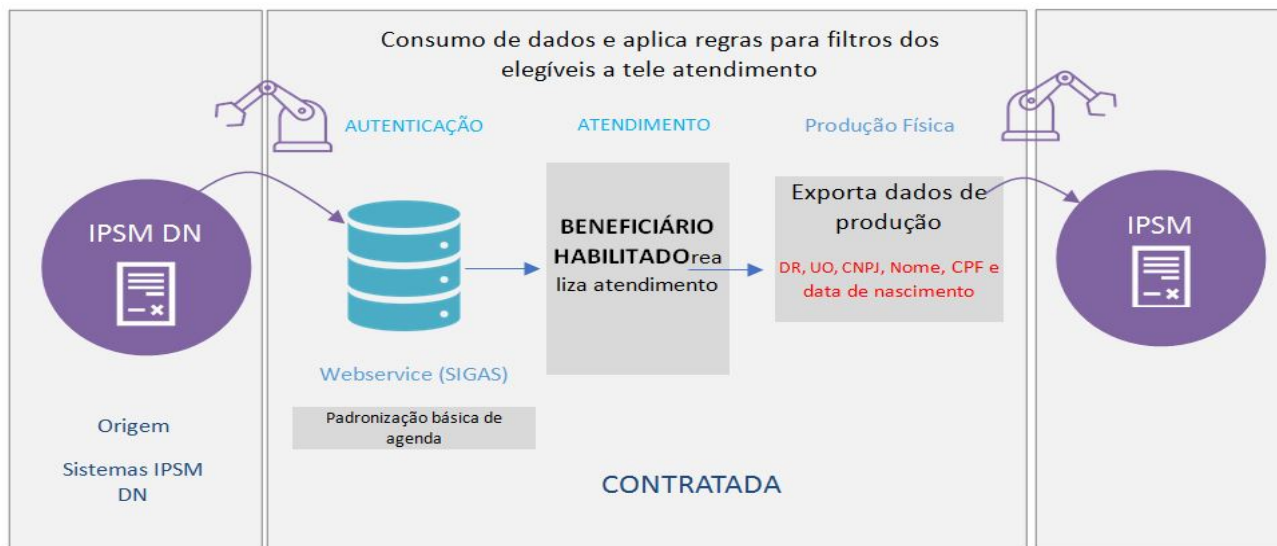 Consumo de dados e aplica regras para filtros dos
elegíveis a tele atendimento
AUTENTICAÇÃO
ATENDIMENTO
Produção Física
IPSM DN
BENEFICIÁRIO
HABILITADOrea
liza atendimento
Exporta dados de
produção
DR, UO, CNPJ, Nome, CPF e
data de nascimento
IPSM
Webservice (SIGAS)
Padronização básica de
agenda
Origem
Sistemas IPSM
DN
CONTRATADA